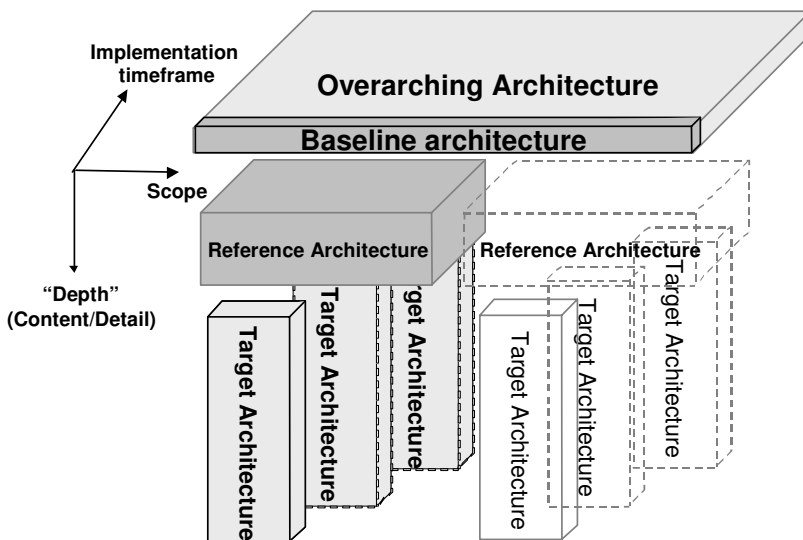 Implementation
timeframe
Overarching Architecture
Baseline architecture
Scope
Reference Architecture
Reference Architecture
"Depth"
(Content/Detail)
Target Architecture
Target Architecture
Target Architecture
Target Architecture
Target Architecture
Target Architecture